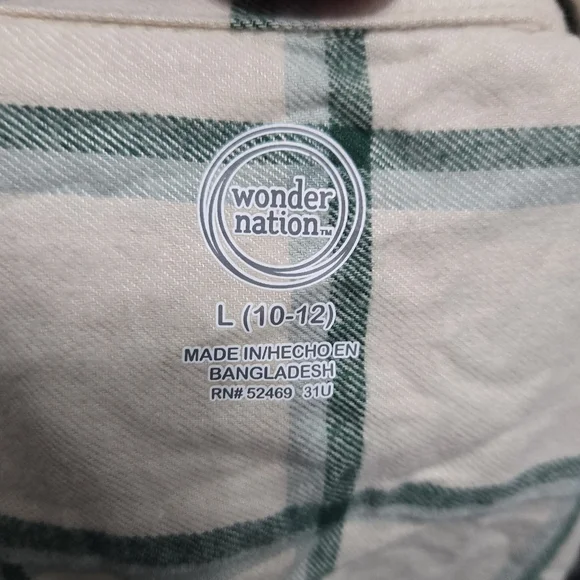 wonder
nation™
L (10-12)
MADE IN/HECHO EN
BANGLADESH
RN# 52469 31U